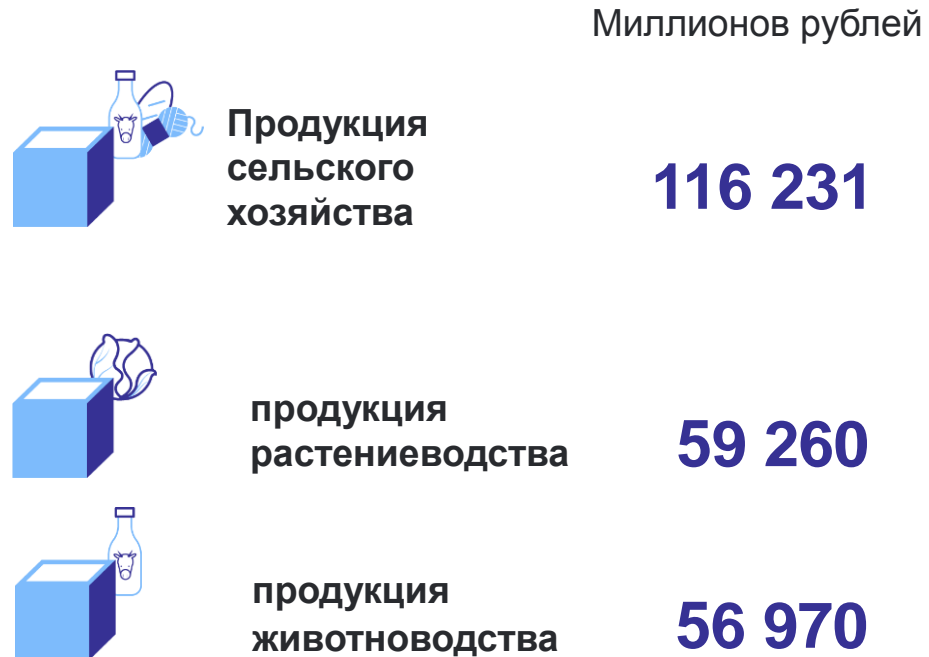 Миллионов рублей
Продукция
сельского
хозяйства
116 231
продукция
растениеводства
59 260
продукция
животноводства
56 970